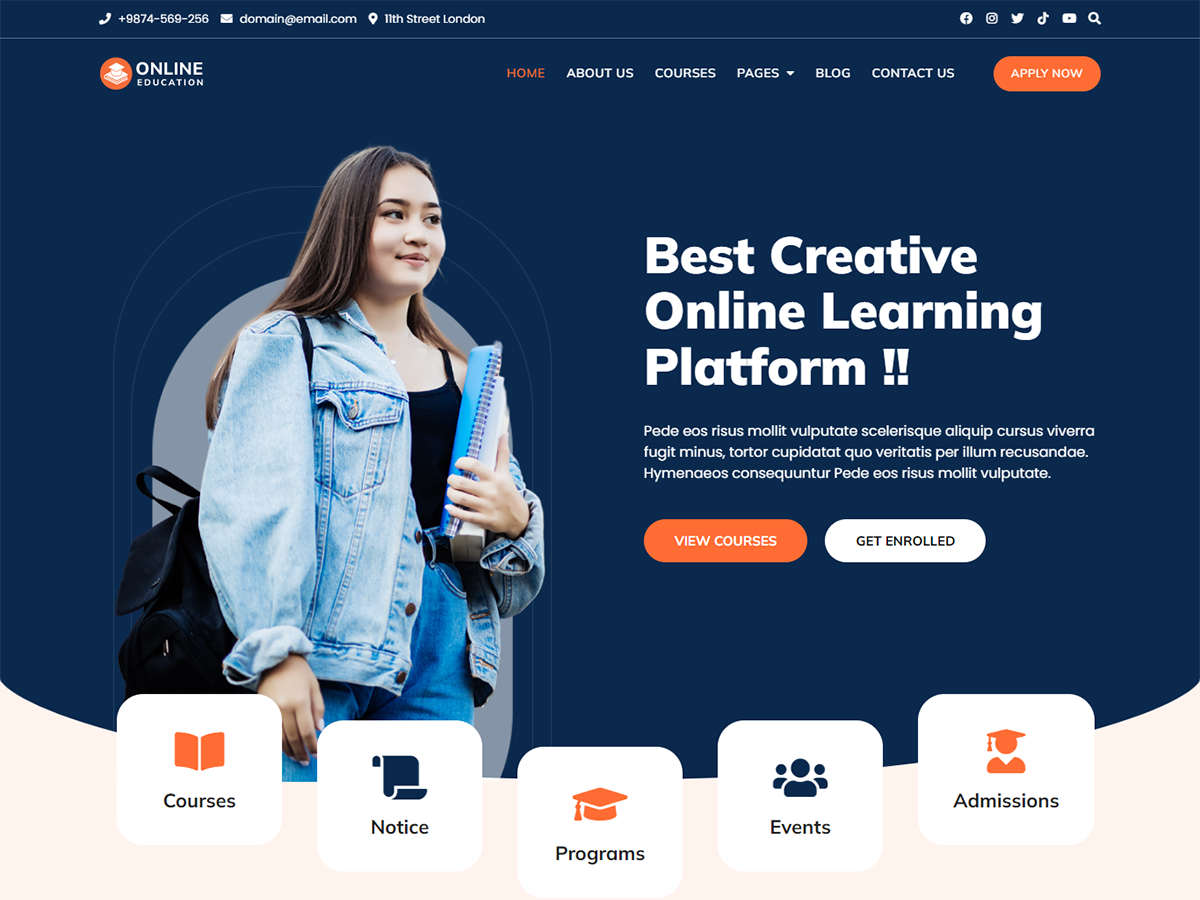 +9874-569-256 domain@email.com 11th Street London
ONLINE
EDUCATION
HOME ABOUT US COURSES PAGES BLOG CONTACT US APPLY NOW
Best Creative
Online Learning
Platform !!
Pede eos risus mollit vulputate scelerisque aliquip cursus viverra
fugit minus, tortor cupidatat quo veritatis per illum recusandae.
Hymenaeos consequuntur Pede eos risus mollit vulputate.
VIEW COURSES GET ENROLLED
Courses
Notice
Programs
Events
Admissions